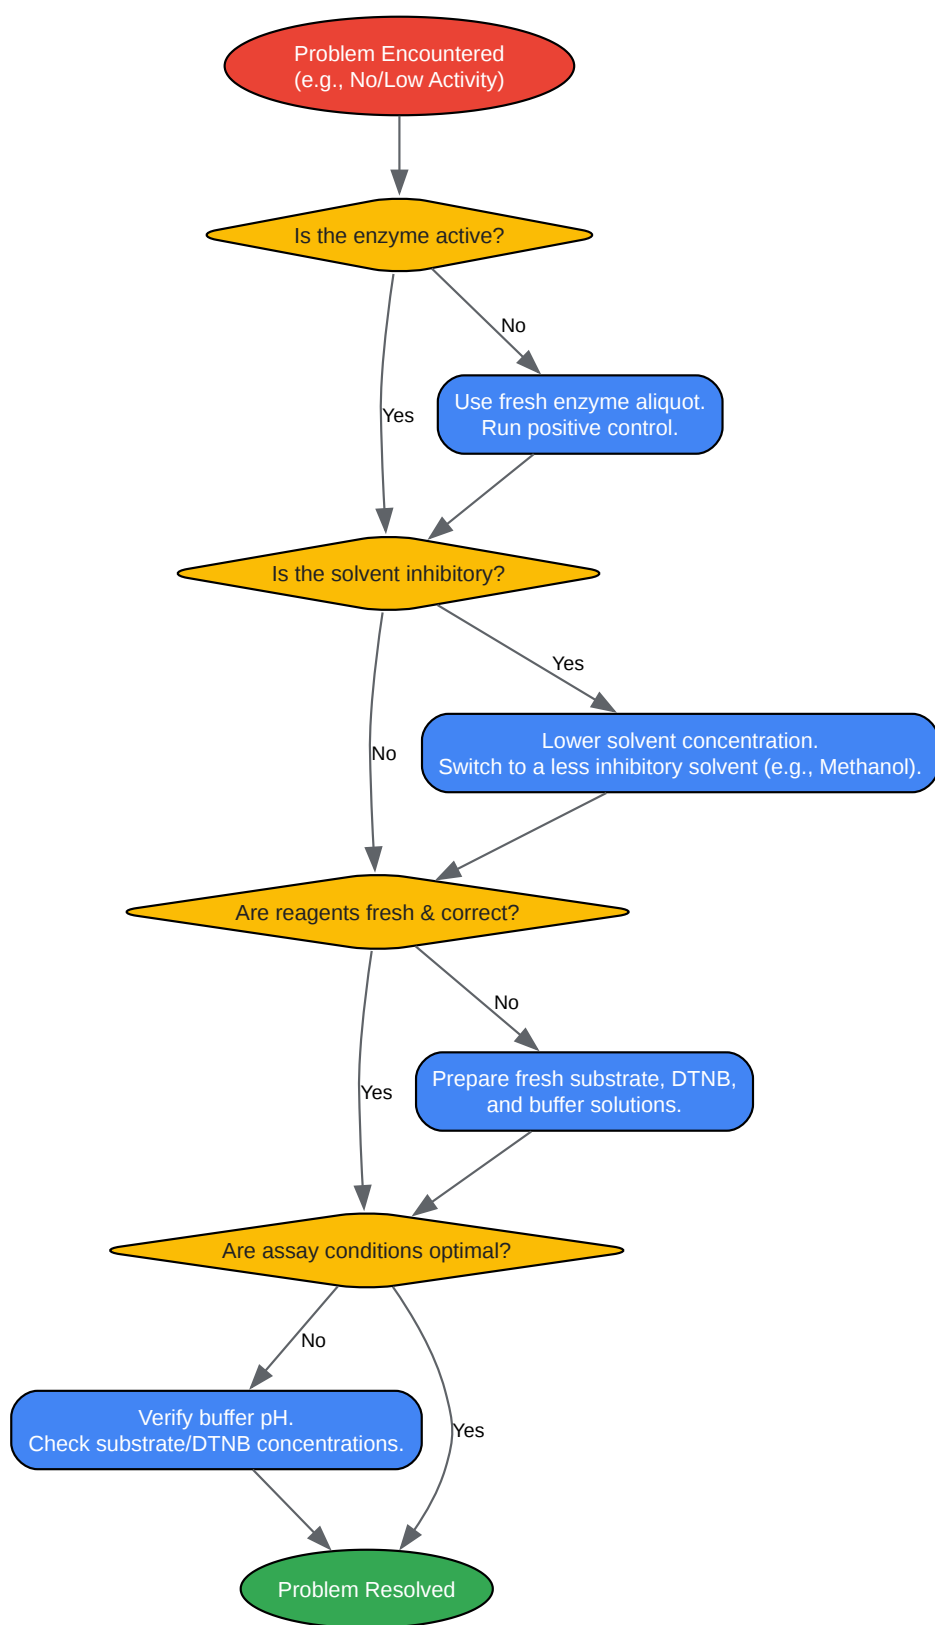 Problem Encountered
(e.g., No/Low Activity)
Is the enzyme active?
No
Yes
Use fresh enzyme aliquot.
Run positive control.
Is the solvent inhibitory?
Yes
No
Lower solvent concentration.
Switch to a less inhibitory solvent (e.g., Methanol).
Are reagents fresh & correct?
No
Yes
Prepare fresh substrate, DTNB,
and buffer solutions.
Are assay conditions optimal?
No
Yes
Verify buffer pH.
Check substrate/DTNB concentrations.
Problem Resolved